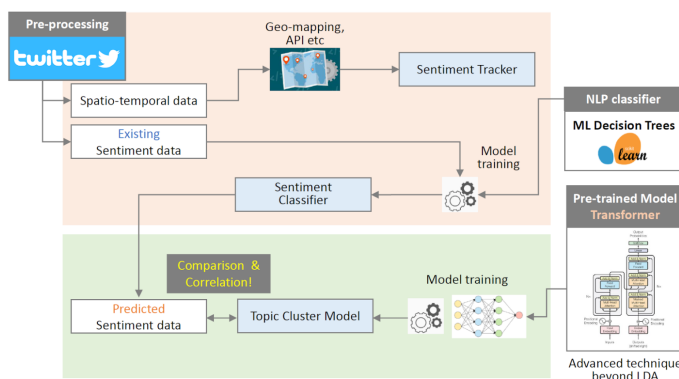 Pre-processing
twitter
Geo-mapping,
API etc
Spatio-temporal data
Sentiment Tracker
Existing
Sentiment data
NLP classifier
ML Decision Trees
learn
Model
training
Sentiment
Classifier
Pre-trained Model
Transformer
Comparison &
Correlation!
Model training
Predicted
Sentiment data
Topic Cluster Model
Advanced technique
beyond LDA